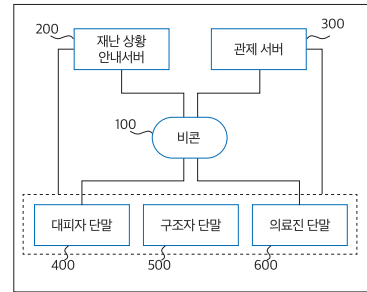 200
300
재난 상황
안내서버
관제 서버
100
비콘
대피자 단말
구조자 단말
의료진 단말
400
500
600